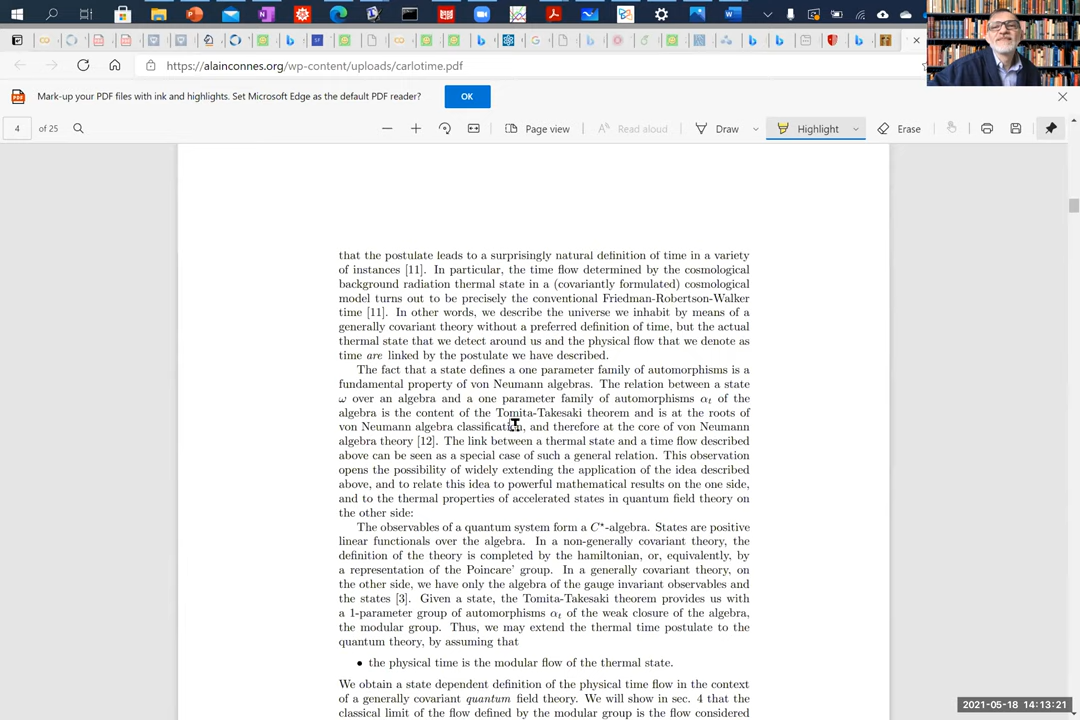 https://alainconnes.org/wp-content/uploads/carlotime.pdf
Mark-up your PDF files with ink and highlights. Set Microsoft Edge as the default PDF reader?
OK
4
of 25
Page view
Read aloud
Draw
Highlight
Erase
that the postulate leads to a surprisingly natural definition of time in a variety
of instances [11]. In particular, the time flow determined by the cosmological
background radiation thermal state in a (covariantly formulated) cosmological
model turns out to be precisely the conventional Friedman-Robertson-Walker
time [11]. In other words, we describe the universe we inhabit by means of a
generally covariant theory without a preferred definition of time, but the actual
thermal state that we detect around us and the physical flow that we denote as
time are linked by the postulate we have described.
The fact that a state defines a one parameter family of automorphisms is a
fundamental property of von Neumann algebras. The relation between a state
ω over an algebra and a one parameter family of automorphisms αt of the
algebra is the content of the Tomita-Takesaki theorem and is at the roots of
von Neumann algebra classification, and therefore at the core of von Neumann
algebra theory [12]. The link between a thermal state and a time flow described
above can be seen as a special case of such a general relation. This observation
opens the possibility of widely extending the application of the idea described
above, and to relate this idea to powerful mathematical results on the one side,
and to the thermal properties of accelerated states in quantum field theory on
the other side:
The observables of a quantum system form a C*-algebra. States are positive
linear functionals over the algebra. In a non-generally covariant theory, the
definition of the theory is completed by the hamiltonian, or, equivalently, by
a representation of the Poincare' group. In a generally covariant theory, on
the other side, we have only the algebra of the gauge invariant observables and
the states [3]. Given a state, the Tomita-Takesaki theorem provides us with
a 1-parameter group of automorphisms αt of the weak closure of the algebra,
the modular group. Thus, we may extend the thermal time postulate to the
quantum theory, by assuming that
• the physical time is the modular flow of the thermal state.
We obtain a state dependent definition of the physical time flow in the context
of a generally covariant quantum field theory. We will show in sec. 4 that the
classical limit of the flow defined by the modular group is the flow considered
2021-05-18 14:13:21